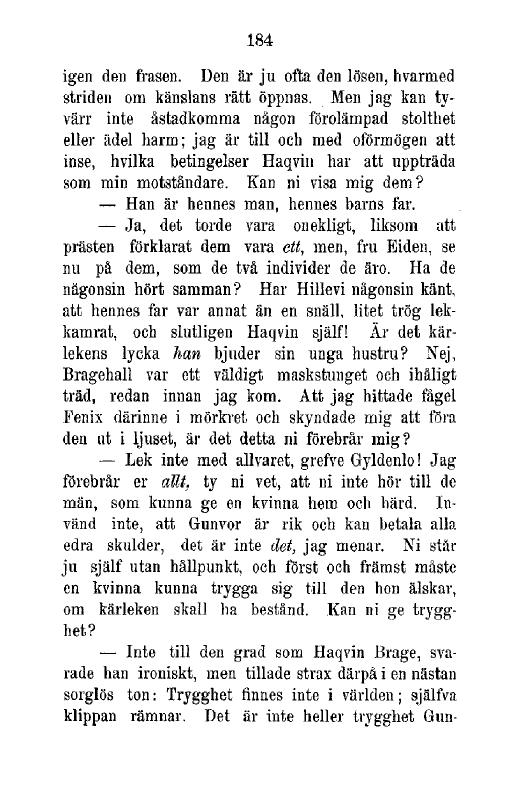 184
igen den frasen. Den är ju ofta den lösen, hvarmed
striden om känslans rätt öppnas. Men jag kan ty-
värr inte åstadkomma någon förolämpad stolthet
eller ädel harm; jag är till och med oförmögen att
inse, hvilka betingelser Haqvin har att uppträda
som min motståndare. Kan ni visa mig dem?
— Han är hennes man, hennes barns far.
— Ja, det torde vara onekligt, liksom att
prästen förklarat dem vara ett, men, fru Eiden, se
nu på dem, som de två individer de äro. Ha de
någonsin hört samman? Har Hillevi någonsin känt,
att hennes far var annat än en snäll, litet trög lek-
kamrat, och slutligen Haqvin själf! Är det kär-
lekens lycka han bjuder sin unga hustru? Nej,
Bragehall var ett väldigt maskstunget och ihåligt
träd, redan innan jag kom. Att jag hittade fågel
Fenix därinne i mörkret och skyndade mig att föra
den ut i ljuset, är det detta ni förebrår mig?
— Lek inte med allvaret, grefve Gyldenlo! Jag
förebrår er allt, ty ni vet, att ni inte hör till de
män, som kunna ge en kvinna hem och härd. In-
vänd inte, att Gunvor är rik och kan betala alla
edra skulder, det är inte det, jag menar. Ni står
ju själf utan hållpunkt, och först och främst måste
en kvinna kunna trygga sig till den hon älskar,
om kärleken skall ha bestånd. Kan ni ge trygg-
het?
— Inte till den grad som Haqvin Brage, sva-
rade han ironiskt, men tillade strax därpå i en nästan
sorglös ton: Trygghet finnes inte i världen; själfva
klippan rämnar. Det är inte heller trygghet Gun-